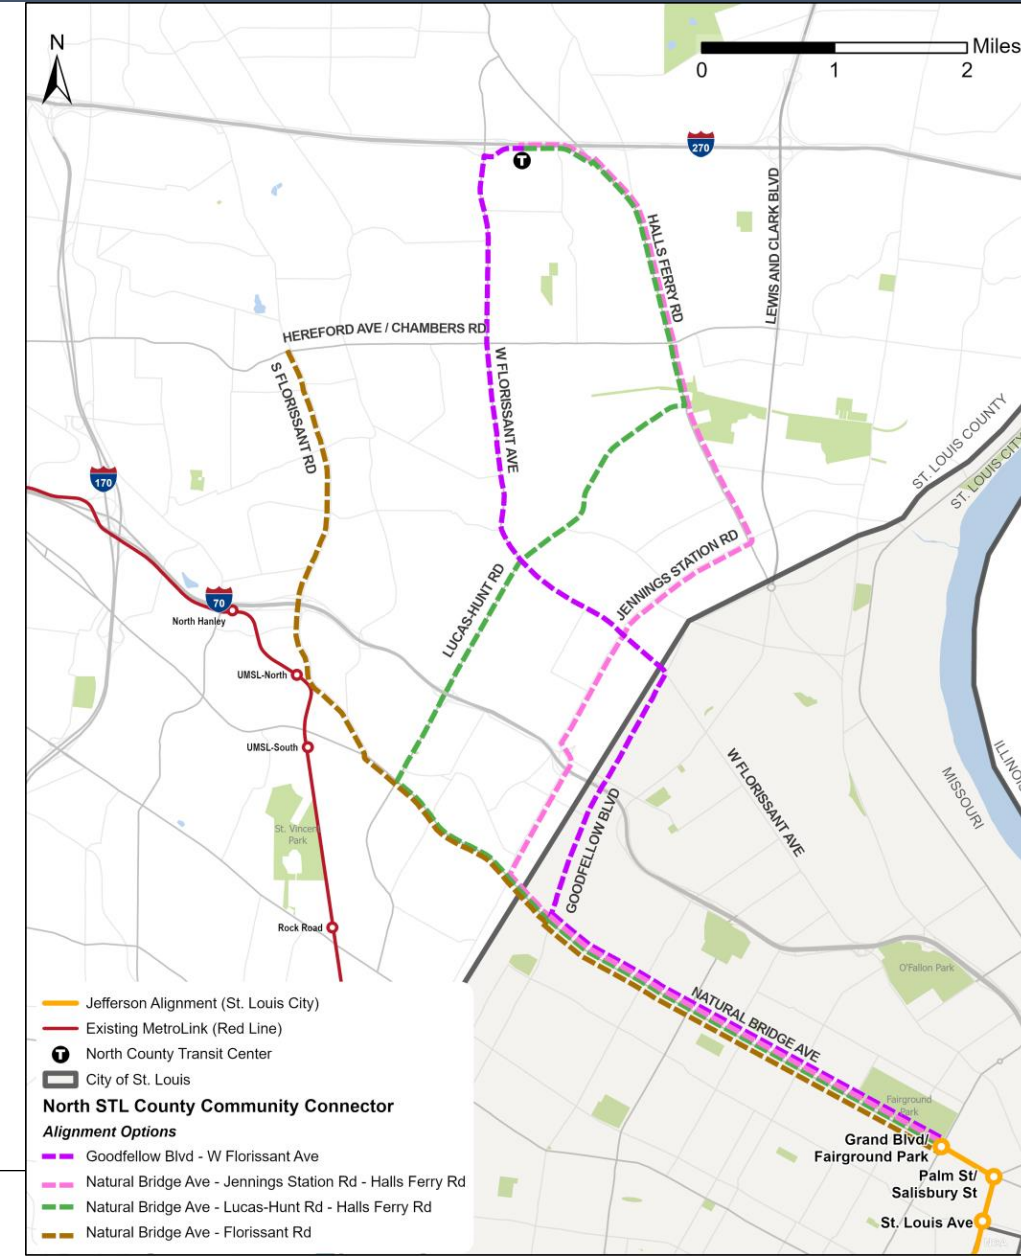 N
Miles
0
1
2
270
HALLS FERRY RD
LEWIS AND CLARK BLVD
HEREFORD AVE / CHAMBERS RD
S FLORISSANT RD
W FLORISSANT AVE
ST. LOUIS COUNTY
ST. LOUIS CITY
170
JENNINGS STATION RD
LUCAS-HUNT RD
70
North Hanley
UMSL-North
UMSL-South
ILLINOIS
MISSOURI
W FLORISSANT AVE
GOODFELLOW BLVD
St. Vincent
Park
Rock Road
O'Fallon Park
NATURAL BRIDGE AVE
Fairground
Park
Grand Blvd/
Fairground Park
Palm St/
Salisbury St
St. Louis Ave
T
Jefferson Alignment (St. Louis City)
Existing MetroLink (Red Line)
T North County Transit Center
City of St. Louis
North STL County Community Connector
Alignment Options
Goodfellow Blvd - W Florissant Ave
Natural Bridge Ave - Jennings Station Rd - Halls Ferry Rd
Natural Bridge Ave - Lucas-Hunt Rd - Halls Ferry Rd
Natural Bridge Ave - Florissant Rd